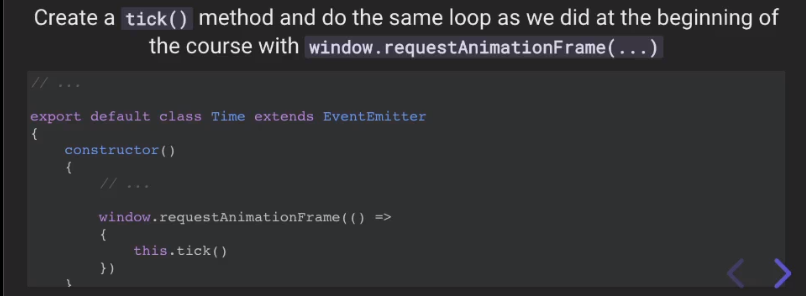 Create a tick() method and do the same loop as we did at the beginning of
the course with window.requestAnimationFrame(...)
// ...
export default class Time extends EventEmitter
{
constructor()
{
// ...
window.requestAnimationFrame(() =>
{
this.tick()
})
}